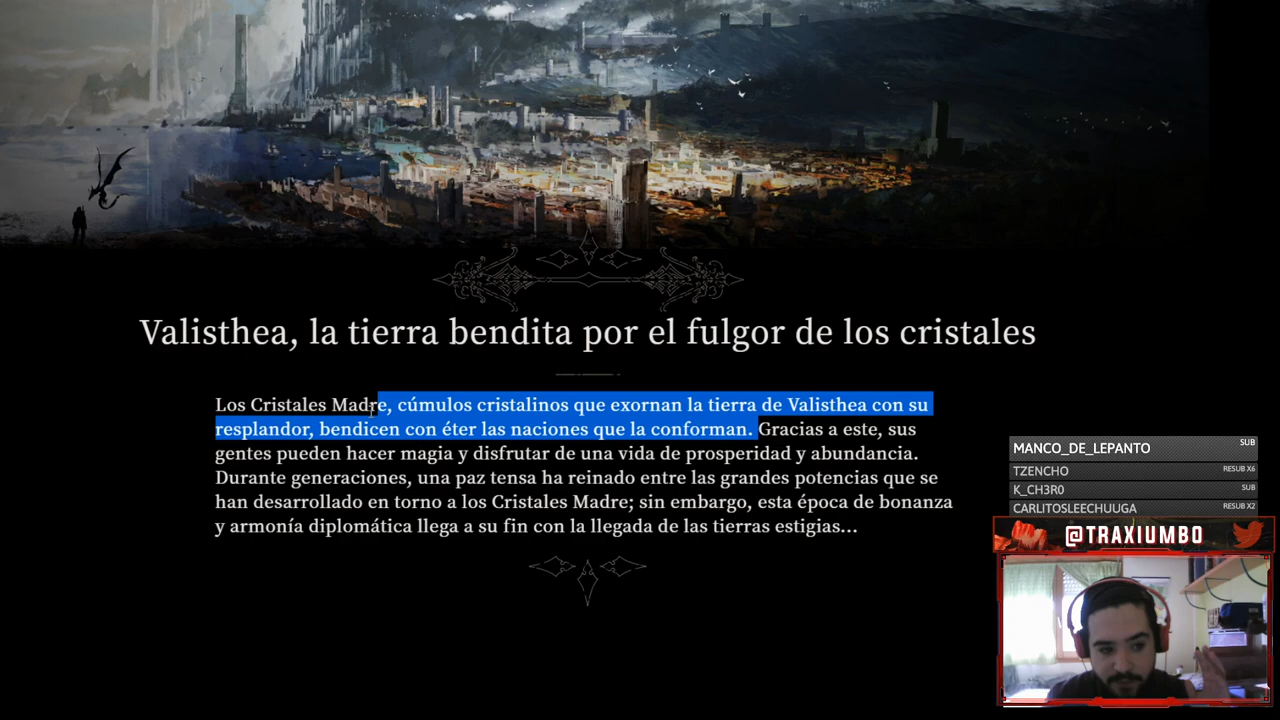 Valisthea, la tierra bendita por el fulgor de los cristales
Los Cristales Madre, cúmulos cristalinos que exornan la tierra de Valisthea con su
resplandor, bendicen con éter las naciones que la conforman. Gracias a este, sus
gentes pueden hacer magia y disfrutar de una vida de prosperidad y abundancia.
Durante generaciones, una paz tensa ha reinado entre las grandes potencias que se
han desarrollado en torno a los Cristales Madre; sin embargo, esta época de bonanza
y armonía diplomática llega a su fin con la llegada de las tierras estigias...
MANCO_DE_LEPANTO SUB
TZENCHO RESUB X6
K_CH3R0 SUB
CARLITOSLEECHUUGA RESUB X2
@TRAXIUMBO